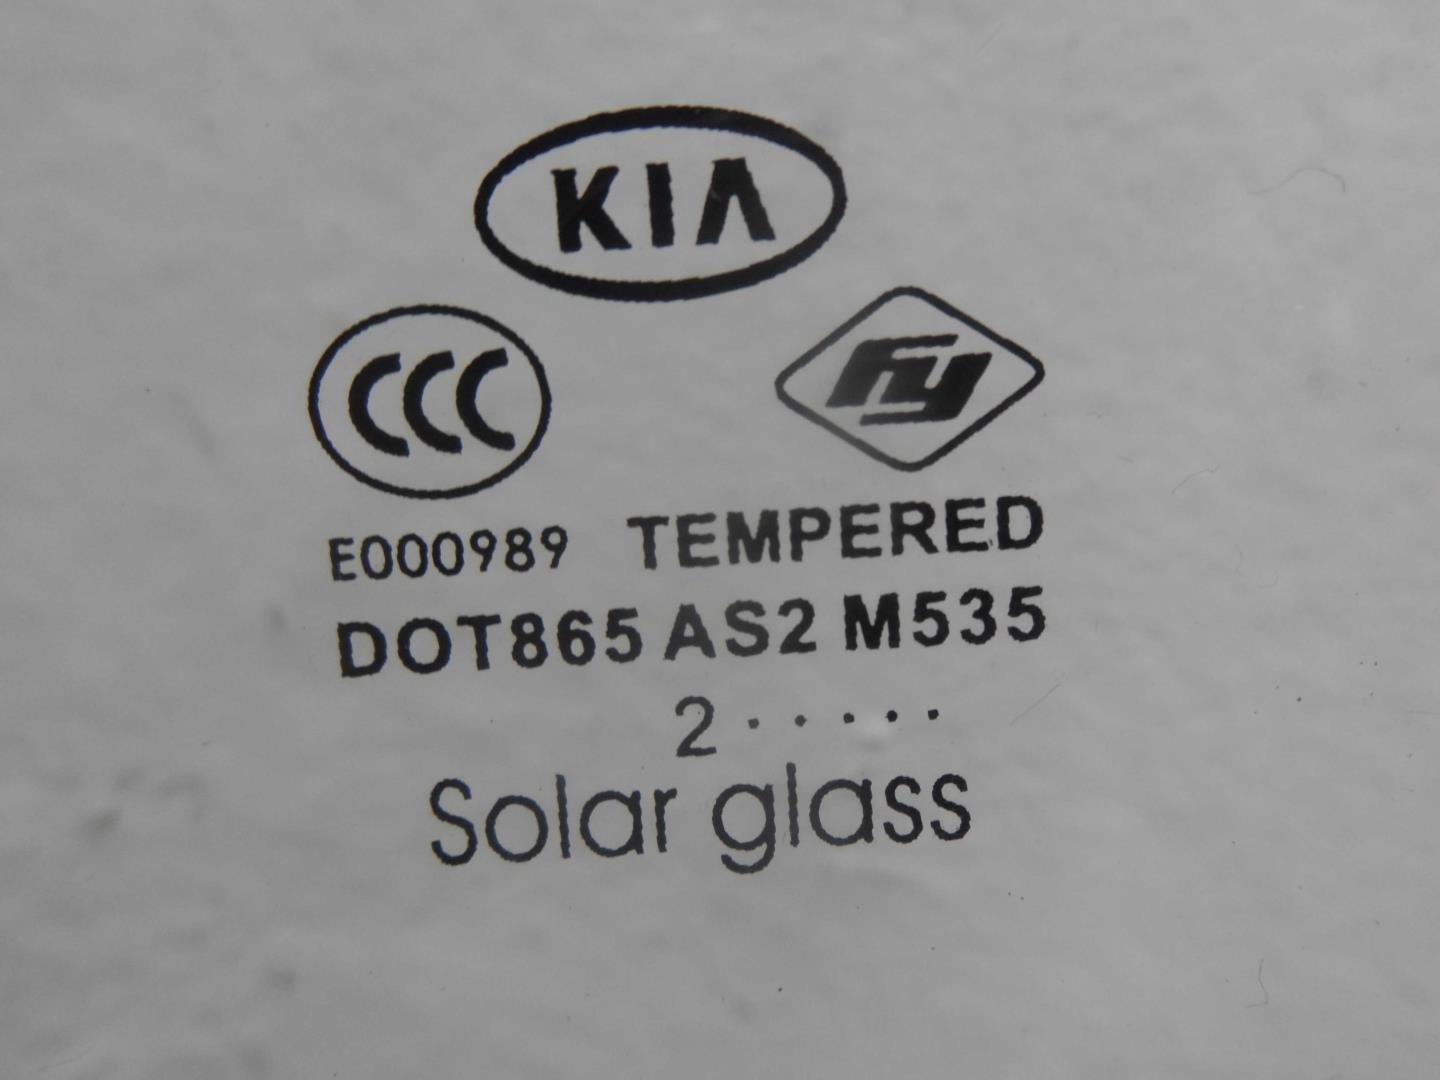 KIA
CCC
fy
E000989 TEMPERED
DOT865 AS2 M535
2 . . . . .
Solar glass